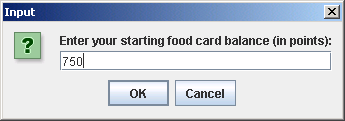 Input
? Enter your starting food card balance (in points):
750
OK Cancel